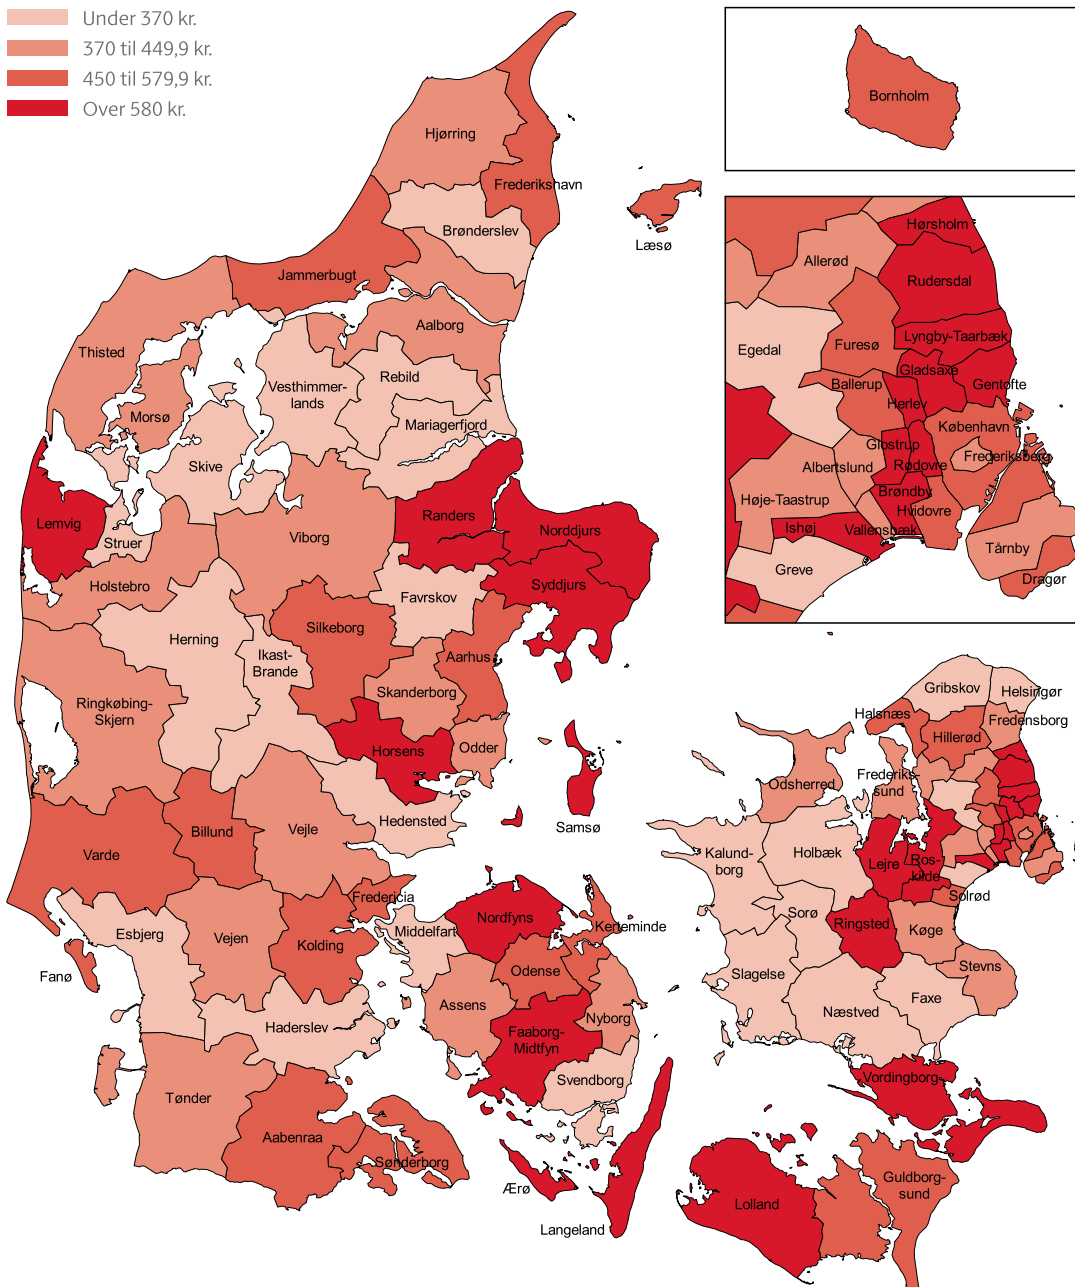 Under 370 kr.
370 til 449,9 kr.
450 til 579,9 kr.
Over 580 kr.
Hjørring
Frederikshavn
Brønderslev
Læsø
Jammerbugt
Aalborg
Thisted
Rebild
Vesthimmer-
lands
Morsø
Mariagerfjord
Skive
Lemvig
Randers
Norddjurs
Struer
Viborg
Holstebro
Favrskov
Syddjurs
Silkeborg
Herning
Ikast-
Brande
Aarhus
Skanderborg
Ringkøbing-
Skjern
Horsens
Odder
Samsø
Hedensted
Billund
Vejle
Varde
Fredericia
Esbjerg
Vejen
Kolding
Fanø
Middelfart
Nordfyns
Kerteminde
Odense
Assens
Nyborg
Faaborg-
Midtfyn
Haderslev
Svendborg
Tønder
Aabenraa
Sønderborg
Ærø
Langeland
Bornholm
Hørsholm
Allerød
Rudersdal
Egedal
Furesø
Lyngby-Taarbæk
Gladsaxe
Ballerup
Gentofte
Herlev
København
Glostrup
Frederiksberg
Albertslund
Rødovre
Høje-Taastrup
Brøndby
Hvidovre
Ishøj
Vallensbæk
Tårnby
Greve
Dragør
Gribskov
Helsingør
Halsnæs
Fredensborg
Hillerød
Odsherred
Frederiks-
sund
Kalund-
borg
Holbæk
Lejre
Ros-
kilde
Solrød
Sorø
Ringsted
Køge
Slagelse
Stevns
Næstved
Faxe
Vordingborg
Guldborg-
sund
Lolland